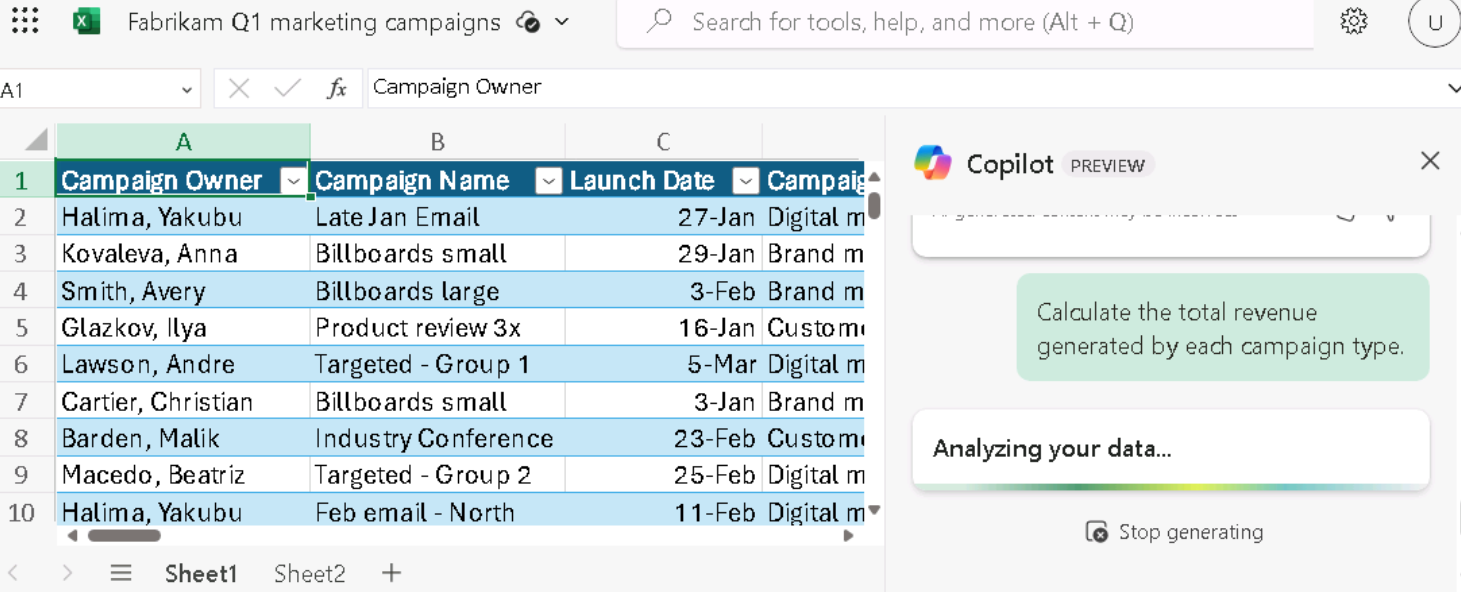 Fabrikam Q1 marketing campaigns
Search for tools, help, and more (Alt + Q)
U
A1
fx
Campaign Owner
A B C
1 Campaign Owner Campaign Name Launch Date Campaig
2 Halima, Yakubu Late Jan Email 27-Jan Digital m
3 Kovaleva, Anna Billboards small 29-Jan Brand m
4 Smith, Avery Billboards large 3-Feb Brand m
5 Glazkov, Ilya Product review 3x 16-Jan Custome
6 Lawson, Andre Targeted - Group 1 5-Mar Digital m
7 Cartier, Christian Billboards small 3-Jan Brand m
8 Barden, Malik Industry Conference 23-Feb Custome
9 Macedo, Beatriz Targeted - Group 2 25-Feb Digital m
10 Halima, Yakubu Feb email - North 11-Feb Digital m
Sheet1 Sheet2
Copilot PREVIEW
Calculate the total revenue
generated by each campaign type.
Analyzing your data...
Stop generating